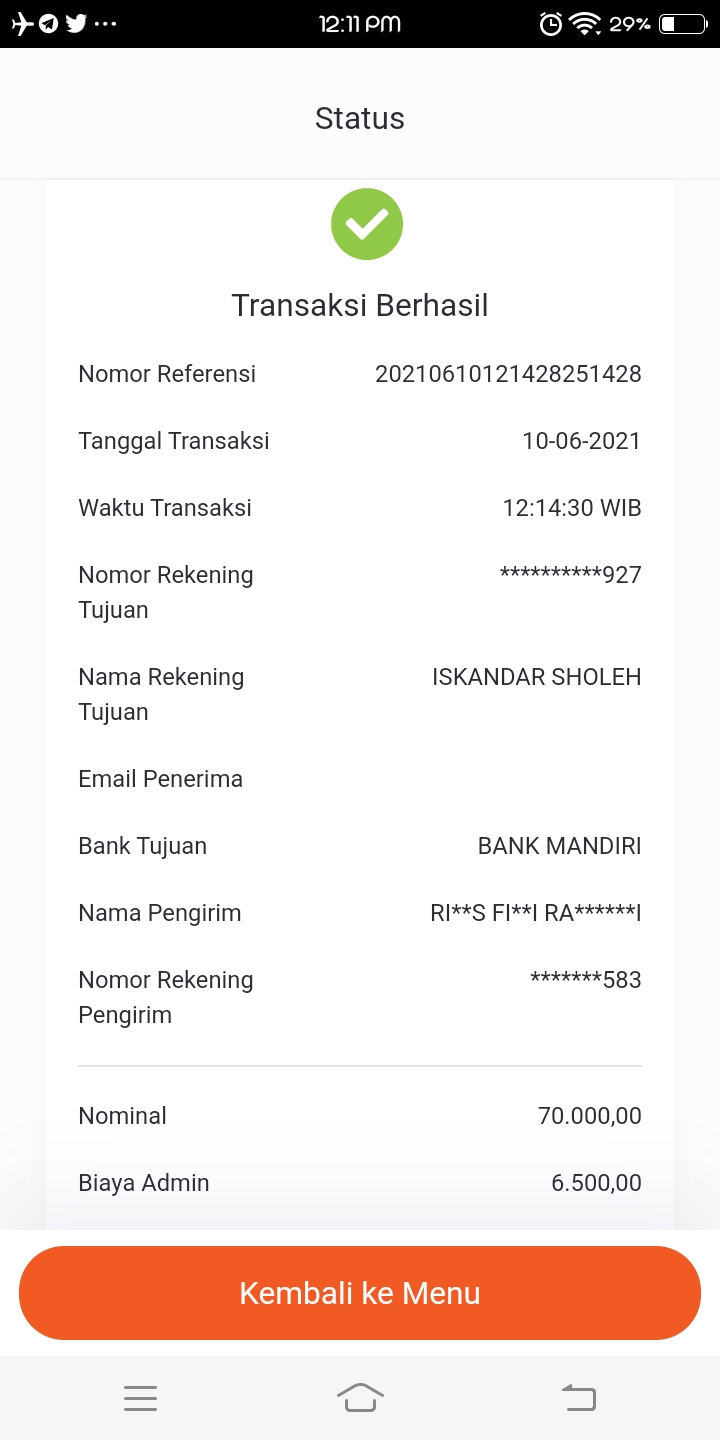 12:11 PM 29%
Status
Transaksi Berhasil
Nomor Referensi 20210610121428251428
Tanggal Transaksi 10-06-2021
Waktu Transaksi 12:14:30 WIB
Nomor Rekening **********927
Tujuan
Nama Rekening ISKANDAR SHOLEH
Tujuan
Email Penerima
Bank Tujuan BANK MANDIRI
Nama Pengirim RI**S FI**I RA******I
Nomor Rekening *******583
Pengirim
Nominal 70.000,00
Biaya Admin 6.500,00
Kembali ke Menu